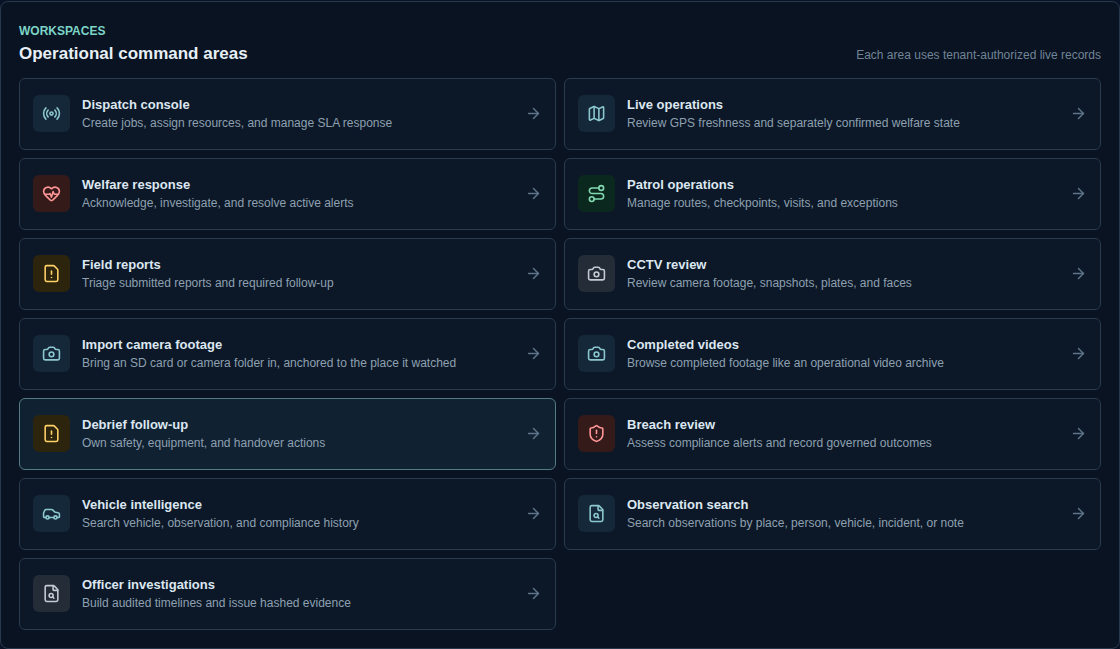 WORKSPACES
Operational command areas
Each area uses tenant-authorized live records
Dispatch console
Create jobs, assign resources, and manage SLA response
Live operations
Review GPS freshness and separately confirmed welfare state
Welfare response
Acknowledge, investigate, and resolve active alerts
Patrol operations
Manage routes, checkpoints, visits, and exceptions
Field reports
Triage submitted reports and required follow-up
CCTV review
Review camera footage, snapshots, plates, and faces
Import camera footage
Bring an SD card or camera folder in, anchored to the place it watched
Completed videos
Browse completed footage like an operational video archive
Debrief follow-up
Own safety, equipment, and handover actions
Breach review
Assess compliance alerts and record governed outcomes
Vehicle intelligence
Search vehicle, observation, and compliance history
Observation search
Search observations by place, person, vehicle, incident, or note
Officer investigations
Build audited timelines and issue hashed evidence